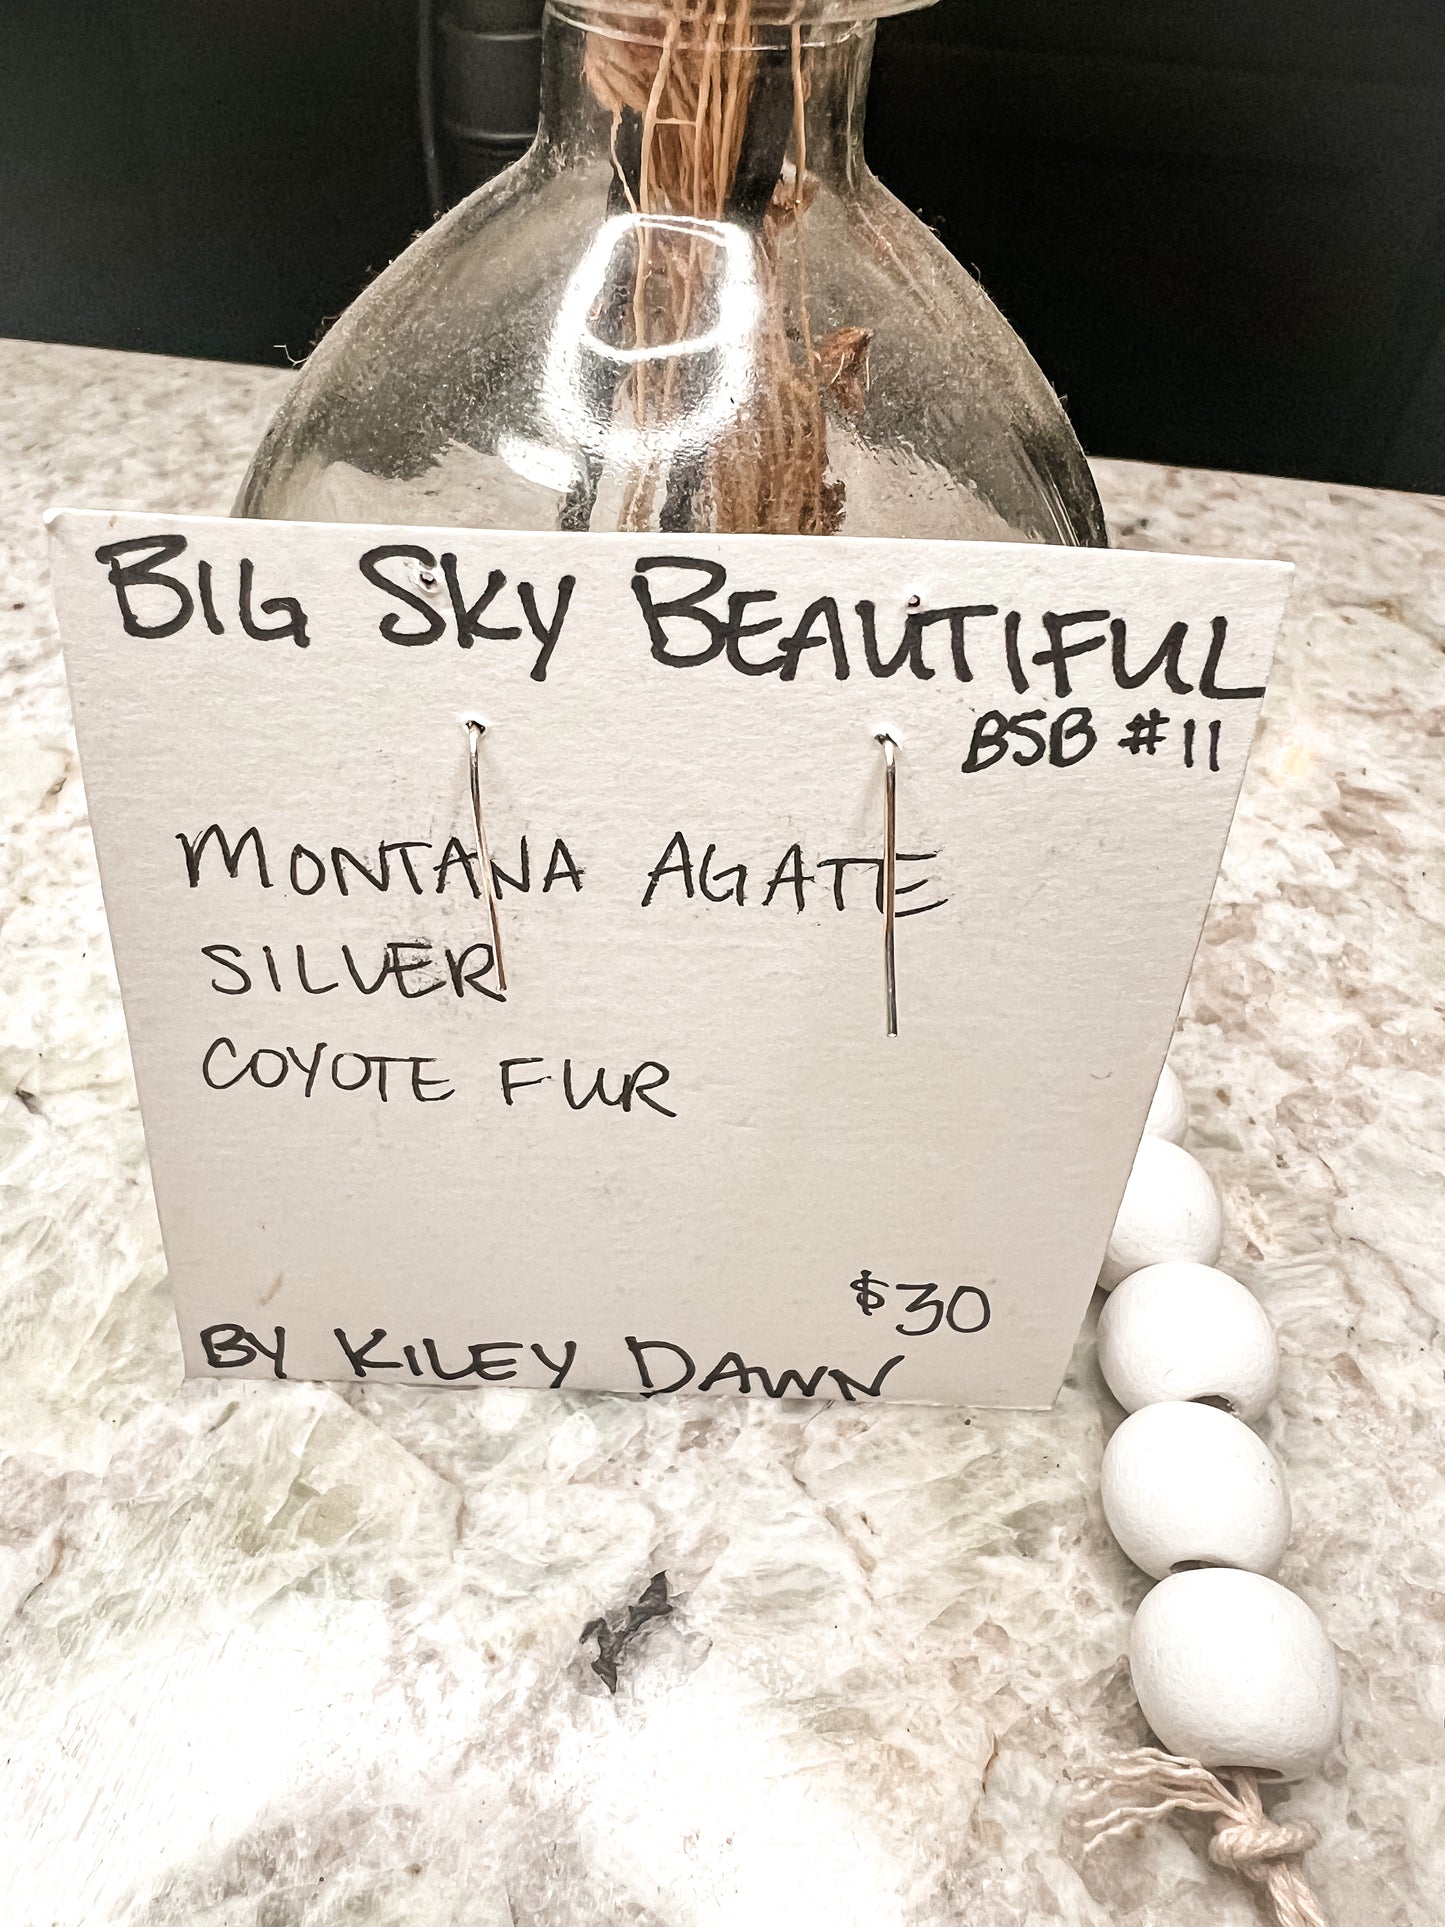 BIG SKY BEAUTIFUL
BSB #11
MONTANA AGATE
SILVER
COYOTE FUR
$30
BY KILEY DAWN